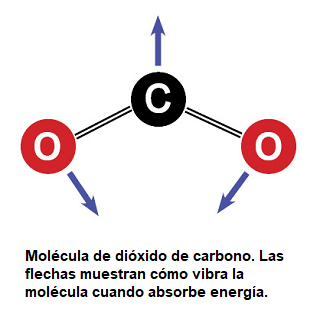 C
O O
Molécula de dióxido de carbono. Las
flechas muestran cómo vibra la
molécula cuando absorbe energía.